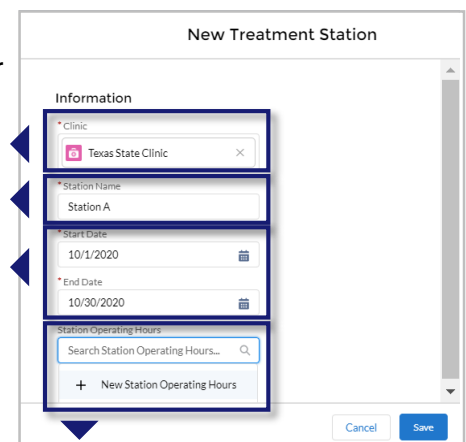 New Treatment Station
r
Information
* Clinic
Texas State Clinic
* Station Name
Station A
* Start Date
10/1/2020
* End Date
10/30/2020
Station Operating Hours
Search Station Operating Hours...
+ New Station Operating Hours
Cancel Save